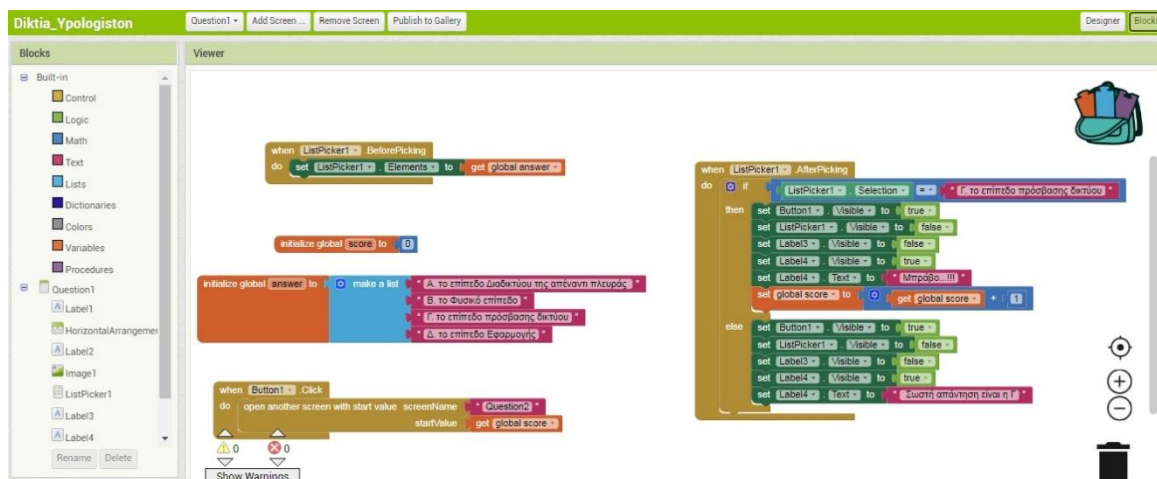 Diktia_Ypologiston
Question1
Add Screen ...
Remove Screen
Publish to Gallery
Designer
Blocks
Viewer
Built-in
Control
Logic
Math
Text
Lists
Dictionaries
Colors
Variables
Procedures
Question1
Label1
Label2
Image1
ListPicker1
Label3
Label4
Rename Delete
when ListPicker1 .BeforePicking
do set ListPicker1 . Elements to get global answer
initialize global score to 0
initialize global answer to make a list " Α. το επίπεδο Διαδικτύου της απέναντι πλευράς "
" Β. το Φυσικό επίπεδο "
" Γ. το επίπεδο πρόσβασης δικτύου "
" Δ. το επίπεδο Εφαρμογής "
when Button1 .Click
do open another screen with start value screenName " Question2 "
startValue get global score
0 0
Show Warnings
when ListPicker1 .AfterPicking
do if ListPicker1 . Selection = " Γ. το επίπεδο πρόσβασης δικτύου "
then set Button1 . Visible to true
set ListPicker1 . Visible to false
set Label3 . Visible to false
set Label4 . Visible to true
set Label4 . Text to " Μπράβο...!!! "
set global score to get global score + 1
else set Button1 . Visible to true
set ListPicker1 . Visible to false
set Label3 . Visible to false
set Label4 . Visible to true
set Label4 . Text to " Σωστή απάντηση είναι η Γ "